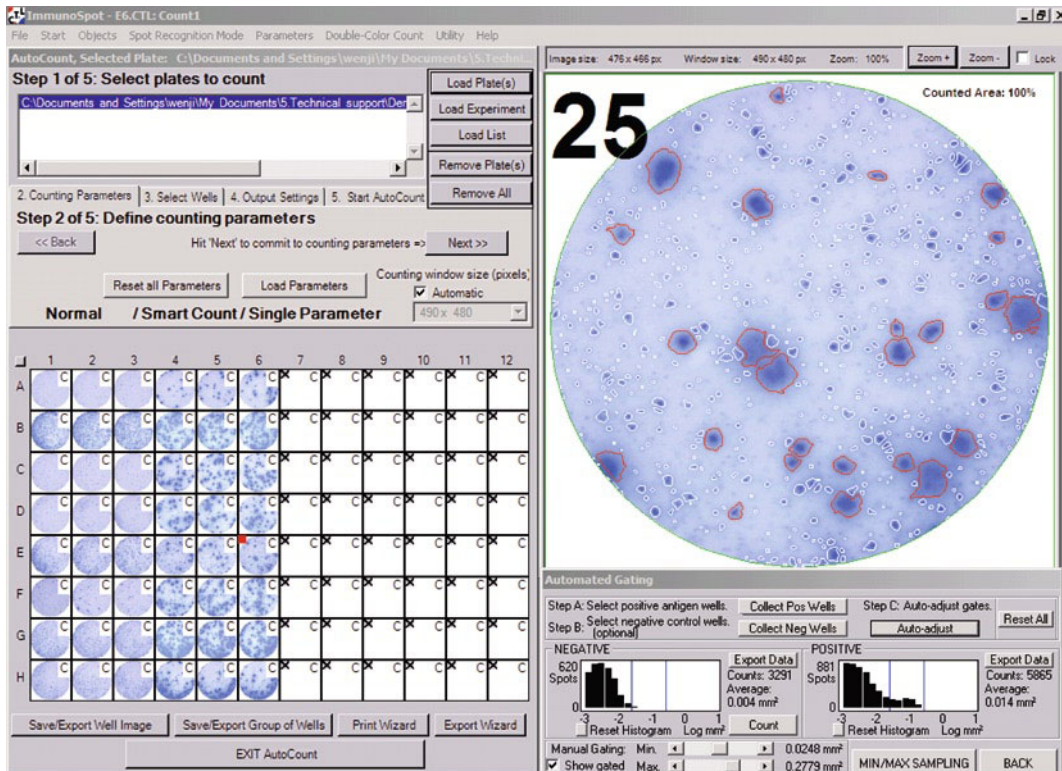 ImmunoSpot - E6.CTL: Count1
File Start Objects Spot Recognition Mode Parameters Double-Color Count Utility Help
AutoCount, Selected Plate: C:\Documents and Settings\wenji\My Documents\5.Techni...
Step 1 of 5: Select plates to count
C:\Documents and Settings\wenji\My Documents\5.Technical support\Der
Load Plate(s)
Load Experiment
Load List
Remove Plate(s)
Remove All
2. Counting Parameters 3. Select Wells 4. Output Settings 5. Start AutoCount
Step 2 of 5: Define counting parameters
<< Back Hit 'Next' to commit to counting parameters => Next >>
Counting window size (pixels)
Reset all Parameters Load Parameters Automatic
Normal / Smart Count / Single Parameter 490 x 480
1 2 3 4 5 6 7 8 9 10 11 12
A C C C C C C C C C C C C
B C C C C C C C C C C C C
C C C C C C C C C C C C C
D C C C C C C C C C C C C
E C C C C C C C C C C C C
F C C C C C C C C C C C C
G C C C C C C C C C C C C
H C C C C C C C C C C C C
Save/Export Well Image Save/Export Group of Wells Print Wizard Export Wizard
EXIT AutoCount
Image size: 476 x 466 px Window size: 490 x 480 px Zoom: 100% Zoom + Zoom - Lock
25
Counted Area: 100%
Automated Gating
Step A: Select positive antigen wells. Collect Pos Wells Step C: Auto-adjust gates. Reset All
Step B: Select negative control wells. (optional) Collect Neg Wells Auto-adjust
NEGATIVE
620
Spots
-3 -2 -1 0 1
Reset Histogram Log mm²
Export Data
Counts: 3291
Average:
0.004 mm²
Count
POSITIVE
881
Spots
-3 -2 -1 0 1
Reset Histogram Log mm²
Export Data
Counts: 5865
Average:
0.014 mm²
Manual Gating: Min. 0.0248 mm²
Show gated Max. 0.2779 mm²
MIN/MAX SAMPLING BACK